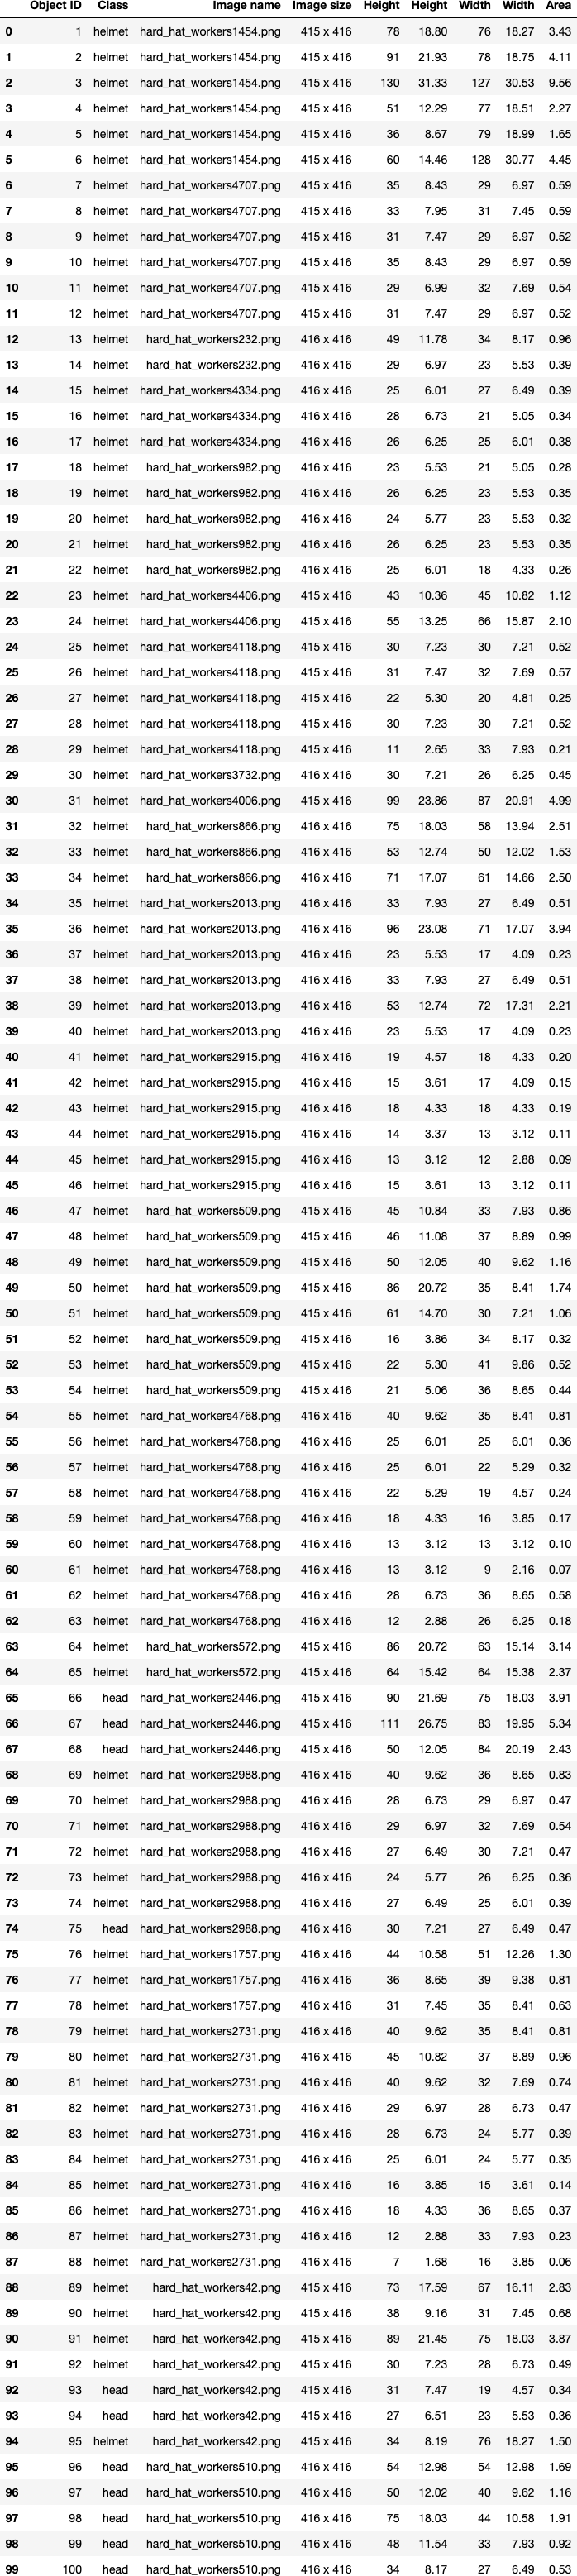 Object ID Class Image name Image size Height Height Width Width Area
0 1 helmet hard_hat_workers1454.png 415 x 416 78 18.80 76 18.27 3.43
1 2 helmet hard_hat_workers1454.png 415 x 416 91 21.93 78 18.75 4.11
2 3 helmet hard_hat_workers1454.png 415 x 416 130 31.33 127 30.53 9.56
3 4 helmet hard_hat_workers1454.png 415 x 416 51 12.29 77 18.51 2.27
4 5 helmet hard_hat_workers1454.png 415 x 416 36 8.67 79 18.99 1.65
5 6 helmet hard_hat_workers1454.png 415 x 416 60 14.46 128 30.77 4.45
6 7 helmet hard_hat_workers4707.png 415 x 416 35 8.43 29 6.97 0.59
7 8 helmet hard_hat_workers4707.png 415 x 416 33 7.95 31 7.45 0.59
8 9 helmet hard_hat_workers4707.png 415 x 416 31 7.47 29 6.97 0.52
9 10 helmet hard_hat_workers4707.png 415 x 416 35 8.43 29 6.97 0.59
10 11 helmet hard_hat_workers4707.png 415 x 416 29 6.99 32 7.69 0.54
11 12 helmet hard_hat_workers4707.png 415 x 416 31 7.47 29 6.97 0.52
12 13 helmet hard_hat_workers232.png 416 x 416 49 11.78 34 8.17 0.96
13 14 helmet hard_hat_workers232.png 416 x 416 29 6.97 23 5.53 0.39
14 15 helmet hard_hat_workers4334.png 416 x 416 25 6.01 27 6.49 0.39
15 16 helmet hard_hat_workers4334.png 416 x 416 28 6.73 21 5.05 0.34
16 17 helmet hard_hat_workers4334.png 416 x 416 26 6.25 25 6.01 0.38
17 18 helmet hard_hat_workers982.png 416 x 416 23 5.53 21 5.05 0.28
18 19 helmet hard_hat_workers982.png 416 x 416 26 6.25 23 5.53 0.35
19 20 helmet hard_hat_workers982.png 416 x 416 24 5.77 23 5.53 0.32
20 21 helmet hard_hat_workers982.png 416 x 416 26 6.25 23 5.53 0.35
21 22 helmet hard_hat_workers982.png 416 x 416 25 6.01 18 4.33 0.26
22 23 helmet hard_hat_workers4406.png 415 x 416 43 10.36 45 10.82 1.12
23 24 helmet hard_hat_workers4406.png 415 x 416 55 13.25 66 15.87 2.10
24 25 helmet hard_hat_workers4118.png 415 x 416 30 7.23 30 7.21 0.52
25 26 helmet hard_hat_workers4118.png 415 x 416 31 7.47 32 7.69 0.57
26 27 helmet hard_hat_workers4118.png 415 x 416 22 5.30 20 4.81 0.25
27 28 helmet hard_hat_workers4118.png 415 x 416 30 7.23 30 7.21 0.52
28 29 helmet hard_hat_workers4118.png 415 x 416 11 2.65 33 7.93 0.21
29 30 helmet hard_hat_workers3732.png 416 x 416 30 7.21 26 6.25 0.45
30 31 helmet hard_hat_workers4006.png 415 x 416 99 23.86 87 20.91 4.99
31 32 helmet hard_hat_workers866.png 416 x 416 75 18.03 58 13.94 2.51
32 33 helmet hard_hat_workers866.png 416 x 416 53 12.74 50 12.02 1.53
33 34 helmet hard_hat_workers866.png 416 x 416 71 17.07 61 14.66 2.50
34 35 helmet hard_hat_workers2013.png 416 x 416 33 7.93 27 6.49 0.51
35 36 helmet hard_hat_workers2013.png 416 x 416 96 23.08 71 17.07 3.94
36 37 helmet hard_hat_workers2013.png 416 x 416 23 5.53 17 4.09 0.23
37 38 helmet hard_hat_workers2013.png 416 x 416 33 7.93 27 6.49 0.51
38 39 helmet hard_hat_workers2013.png 416 x 416 53 12.74 72 17.31 2.21
39 40 helmet hard_hat_workers2013.png 416 x 416 23 5.53 17 4.09 0.23
40 41 helmet hard_hat_workers2915.png 416 x 416 19 4.57 18 4.33 0.20
41 42 helmet hard_hat_workers2915.png 416 x 416 15 3.61 17 4.09 0.15
42 43 helmet hard_hat_workers2915.png 416 x 416 18 4.33 18 4.33 0.19
43 44 helmet hard_hat_workers2915.png 416 x 416 14 3.37 13 3.12 0.11
44 45 helmet hard_hat_workers2915.png 416 x 416 13 3.12 12 2.88 0.09
45 46 helmet hard_hat_workers2915.png 416 x 416 15 3.61 13 3.12 0.11
46 47 helmet hard_hat_workers509.png 415 x 416 45 10.84 33 7.93 0.86
47 48 helmet hard_hat_workers509.png 415 x 416 46 11.08 37 8.89 0.99
48 49 helmet hard_hat_workers509.png 415 x 416 50 12.05 40 9.62 1.16
49 50 helmet hard_hat_workers509.png 415 x 416 86 20.72 35 8.41 1.74
50 51 helmet hard_hat_workers509.png 415 x 416 61 14.70 30 7.21 1.06
51 52 helmet hard_hat_workers509.png 415 x 416 16 3.86 34 8.17 0.32
52 53 helmet hard_hat_workers509.png 415 x 416 22 5.30 41 9.86 0.52
53 54 helmet hard_hat_workers509.png 415 x 416 21 5.06 36 8.65 0.44
54 55 helmet hard_hat_workers4768.png 416 x 416 40 9.62 35 8.41 0.81
55 56 helmet hard_hat_workers4768.png 416 x 416 25 6.01 25 6.01 0.36
56 57 helmet hard_hat_workers4768.png 416 x 416 25 6.01 22 5.29 0.32
57 58 helmet hard_hat_workers4768.png 416 x 416 22 5.29 19 4.57 0.24
58 59 helmet hard_hat_workers4768.png 416 x 416 18 4.33 16 3.85 0.17
59 60 helmet hard_hat_workers4768.png 416 x 416 13 3.12 13 3.12 0.10
60 61 helmet hard_hat_workers4768.png 416 x 416 13 3.12 9 2.16 0.07
61 62 helmet hard_hat_workers4768.png 416 x 416 28 6.73 36 8.65 0.58
62 63 helmet hard_hat_workers4768.png 416 x 416 12 2.88 26 6.25 0.18
63 64 helmet hard_hat_workers572.png 415 x 416 86 20.72 63 15.14 3.14
64 65 helmet hard_hat_workers572.png 415 x 416 64 15.42 64 15.38 2.37
65 66 head hard_hat_workers2446.png 415 x 416 90 21.69 75 18.03 3.91
66 67 head hard_hat_workers2446.png 415 x 416 111 26.75 83 19.95 5.34
67 68 head hard_hat_workers2446.png 415 x 416 50 12.05 84 20.19 2.43
68 69 helmet hard_hat_workers2988.png 416 x 416 40 9.62 36 8.65 0.83
69 70 helmet hard_hat_workers2988.png 416 x 416 28 6.73 29 6.97 0.47
70 71 helmet hard_hat_workers2988.png 416 x 416 29 6.97 32 7.69 0.54
71 72 helmet hard_hat_workers2988.png 416 x 416 27 6.49 30 7.21 0.47
72 73 helmet hard_hat_workers2988.png 416 x 416 24 5.77 26 6.25 0.36
73 74 helmet hard_hat_workers2988.png 416 x 416 27 6.49 25 6.01 0.39
74 75 head hard_hat_workers2988.png 416 x 416 30 7.21 27 6.49 0.47
75 76 helmet hard_hat_workers1757.png 416 x 416 44 10.58 51 12.26 1.30
76 77 helmet hard_hat_workers1757.png 416 x 416 36 8.65 39 9.38 0.81
77 78 helmet hard_hat_workers1757.png 416 x 416 31 7.45 35 8.41 0.63
78 79 helmet hard_hat_workers2731.png 416 x 416 40 9.62 35 8.41 0.81
79 80 helmet hard_hat_workers2731.png 416 x 416 45 10.82 37 8.89 0.96
80 81 helmet hard_hat_workers2731.png 416 x 416 40 9.62 32 7.69 0.74
81 82 helmet hard_hat_workers2731.png 416 x 416 29 6.97 28 6.73 0.47
82 83 helmet hard_hat_workers2731.png 416 x 416 28 6.73 24 5.77 0.39
83 84 helmet hard_hat_workers2731.png 416 x 416 25 6.01 24 5.77 0.35
84 85 helmet hard_hat_workers2731.png 416 x 416 16 3.85 15 3.61 0.14
85 86 helmet hard_hat_workers2731.png 416 x 416 18 4.33 36 8.65 0.37
86 87 helmet hard_hat_workers2731.png 416 x 416 12 2.88 33 7.93 0.23
87 88 helmet hard_hat_workers2731.png 416 x 416 7 1.68 16 3.85 0.06
88 89 helmet hard_hat_workers42.png 415 x 416 73 17.59 67 16.11 2.83
89 90 helmet hard_hat_workers42.png 415 x 416 38 9.16 31 7.45 0.68
90 91 helmet hard_hat_workers42.png 415 x 416 89 21.45 75 18.03 3.87
91 92 helmet hard_hat_workers42.png 415 x 416 30 7.23 28 6.73 0.49
92 93 head hard_hat_workers42.png 415 x 416 31 7.47 19 4.57 0.34
93 94 head hard_hat_workers42.png 415 x 416 27 6.51 23 5.53 0.36
94 95 helmet hard_hat_workers42.png 415 x 416 34 8.19 76 18.27 1.50
95 96 head hard_hat_workers510.png 416 x 416 54 12.98 54 12.98 1.69
96 97 head hard_hat_workers510.png 416 x 416 50 12.02 40 9.62 1.16
97 98 head hard_hat_workers510.png 416 x 416 75 18.03 44 10.58 1.91
98 99 head hard_hat_workers510.png 416 x 416 48 11.54 33 7.93 0.92
99 100 head hard_hat_workers510.png 416 x 416 34 8.17 27 6.49 0.53